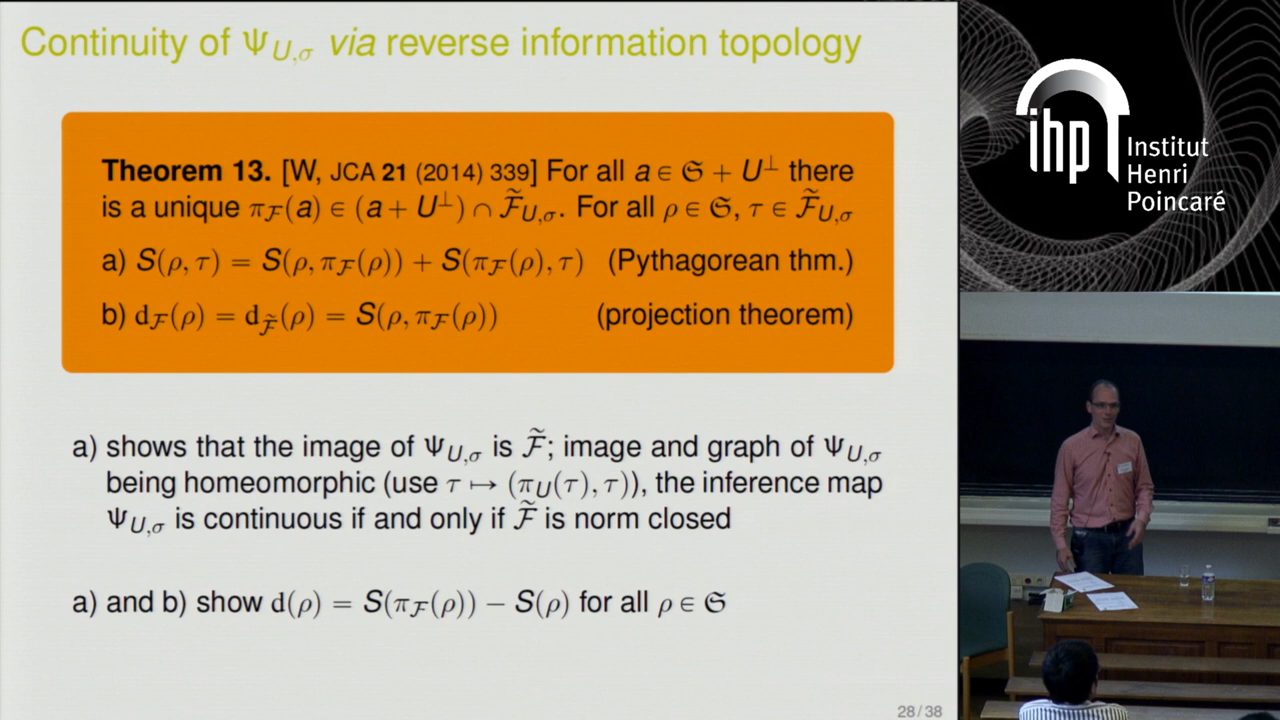 Continuity of Ψ_{U,σ} via reverse information topology
Theorem 13. [W, JCA 21 (2014) 339] For all a ∈ 𝔖 + U^⊥ there
is a unique π_𝓕(a) ∈ (a + U^⊥) ∩ 𝓕̃_{U,σ}. For all ρ ∈ 𝔖, τ ∈ 𝓕̃_{U,σ}
a) S(ρ, τ) = S(ρ, π_𝓕(ρ)) + S(π_𝓕(ρ), τ) (Pythagorean thm.)
b) d_𝓕(ρ) = d_𝓕̃(ρ) = S(ρ, π_𝓕(ρ)) (projection theorem)
a) shows that the image of Ψ_{U,σ} is 𝓕̃; image and graph of Ψ_{U,σ}
being homeomorphic (use τ ↦ (π_U(τ), τ)), the inference map
Ψ_{U,σ} is continuous if and only if 𝓕̃ is norm closed
a) and b) show d(ρ) = S(π_𝓕(ρ)) − S(ρ) for all ρ ∈ 𝔖
28 / 38
ihp
Institut
Henri
Poincaré